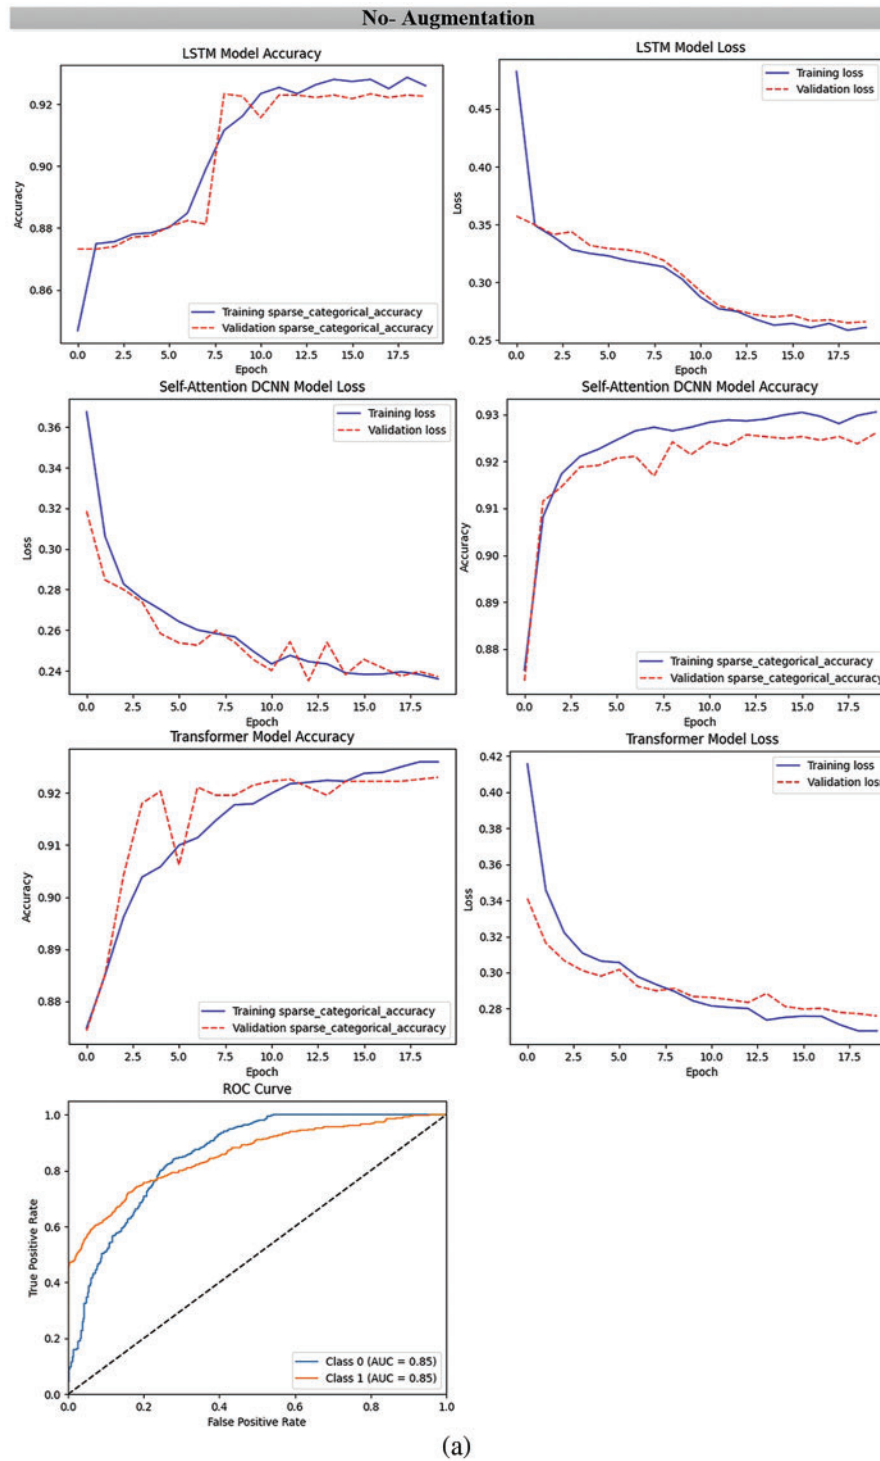 No- Augmentation
LSTM Model Accuracy
Accuracy
0.92
0.90
0.88
0.86
Training sparse_categorical_accuracy
Validation sparse_categorical_accuracy
0.0 2.5 5.0 7.5 10.0 12.5 15.0 17.5
Epoch
LSTM Model Loss
Loss
0.45
0.40
0.35
0.30
0.25
Training loss
Validation loss
0.0 2.5 5.0 7.5 10.0 12.5 15.0 17.5
Epoch
Self-Attention DCNN Model Loss
Loss
0.36
0.34
0.32
0.30
0.28
0.26
0.24
Training loss
Validation loss
0.0 2.5 5.0 7.5 10.0 12.5 15.0 17.5
Epoch
Self-Attention DCNN Model Accuracy
Accuracy
0.93
0.92
0.91
0.90
0.89
0.88
Training sparse_categorical_accuracy
Validation sparse_categorical_accuracy
0.0 2.5 5.0 7.5 10.0 12.5 15.0 17.5
Epoch
Transformer Model Accuracy
Accuracy
0.92
0.91
0.90
0.89
0.88
Training sparse_categorical_accuracy
Validation sparse_categorical_accuracy
0.0 2.5 5.0 7.5 10.0 12.5 15.0 17.5
Epoch
Transformer Model Loss
Loss
0.42
0.40
0.38
0.36
0.34
0.32
0.30
0.28
Training loss
Validation loss
0.0 2.5 5.0 7.5 10.0 12.5 15.0 17.5
Epoch
ROC Curve
True Positive Rate
1.0
0.8
0.6
0.4
0.2
0.0
Class 0 (AUC = 0.85)
Class 1 (AUC = 0.85)
0.0 0.2 0.4 0.6 0.8 1.0
False Positive Rate
(a)